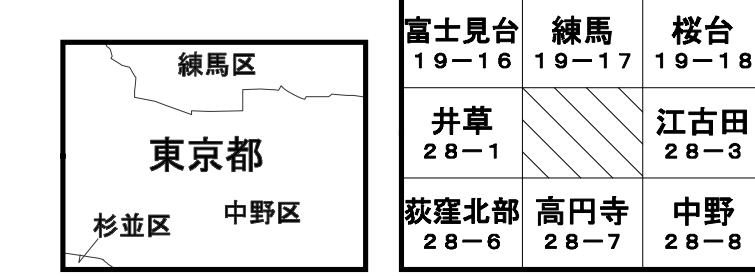 練馬区
東京都
杉並区
中野区
富士見台 練馬 桜台
19-16 19-17 19-18
井草 江古田
28-1 28-3
荻窪北部 高円寺 中野
28-6 28-7 28-8